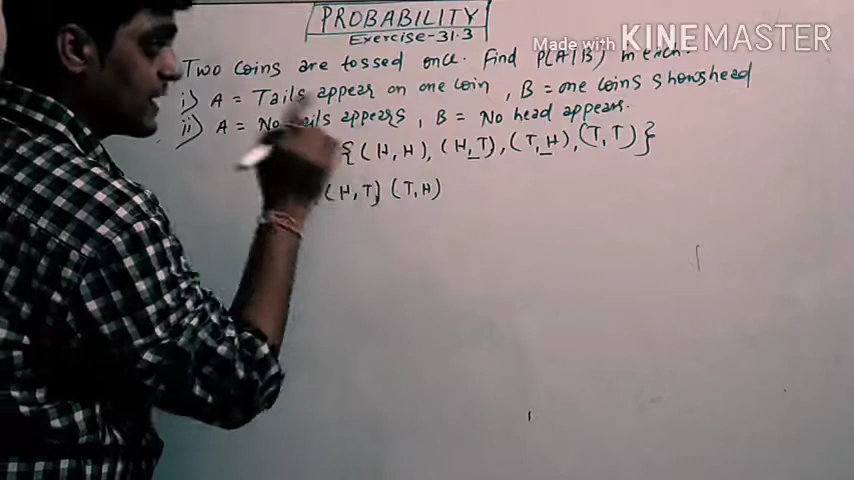 PROBABILITY
Exercise-31.3
Made with KINEMASTER
Two coins are tossed once. Find P(A|B) in each.
i) A = Tails appear on one coin, B = one coins shows head
ii) A = No tails appears, B = No head appears.
{(H,H), (H,T), (T,H), (T,T)}
(H,T) (T,H)